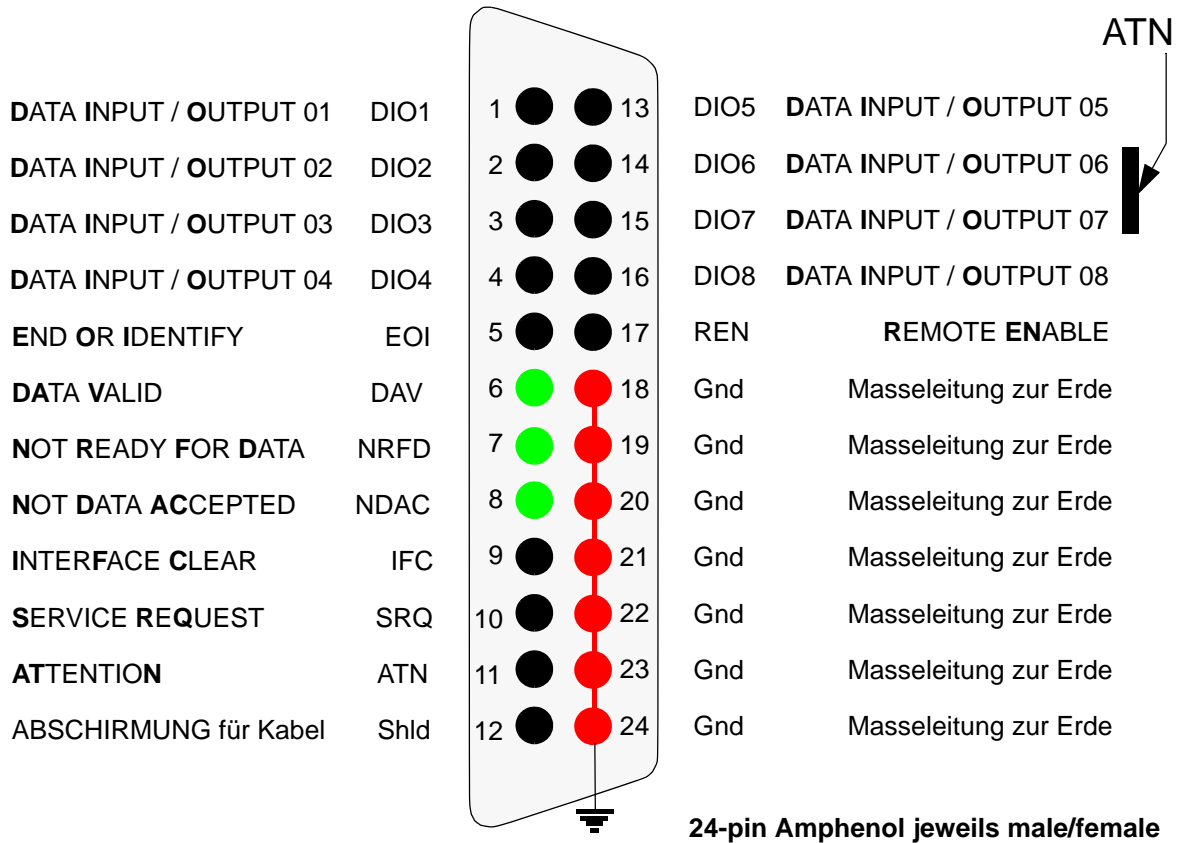 ATN
DATA INPUT / OUTPUT 01 DIO1 1 13 DIO5 DATA INPUT / OUTPUT 05
DATA INPUT / OUTPUT 02 DIO2 2 14 DIO6 DATA INPUT / OUTPUT 06
DATA INPUT / OUTPUT 03 DIO3 3 15 DIO7 DATA INPUT / OUTPUT 07
DATA INPUT / OUTPUT 04 DIO4 4 16 DIO8 DATA INPUT / OUTPUT 08
END OR IDENTIFY EOI 5 17 REN REMOTE ENABLE
DATA VALID DAV 6 18 Gnd Masseleitung zur Erde
NOT READY FOR DATA NRFD 7 19 Gnd Masseleitung zur Erde
NOT DATA ACCEPTED NDAC 8 20 Gnd Masseleitung zur Erde
INTERFACE CLEAR IFC 9 21 Gnd Masseleitung zur Erde
SERVICE REQUEST SRQ 10 22 Gnd Masseleitung zur Erde
ATTENTION ATN 11 23 Gnd Masseleitung zur Erde
ABSCHIRMUNG für Kabel Shld 12 24 Gnd Masseleitung zur Erde
24-pin Amphenol jeweils male/female